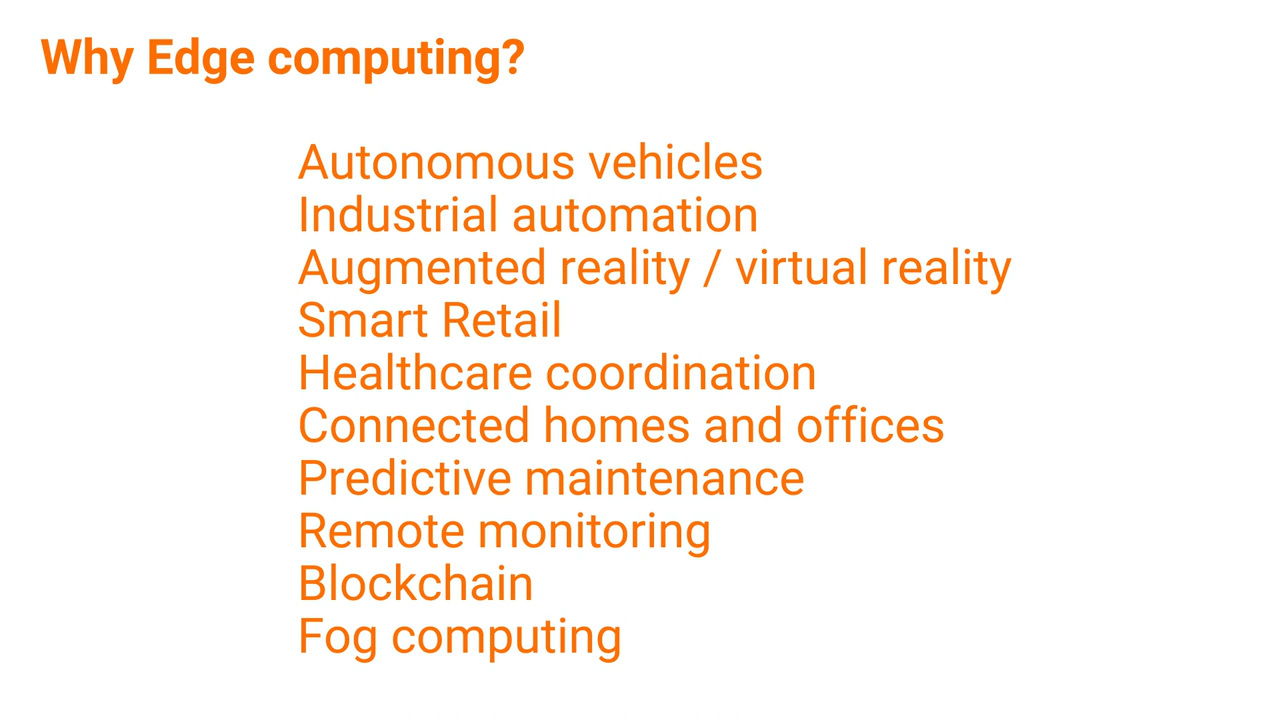 Why Edge computing?
Autonomous vehicles
Industrial automation
Augmented reality / virtual reality
Smart Retail
Healthcare coordination
Connected homes and offices
Predictive maintenance
Remote monitoring
Blockchain
Fog computing